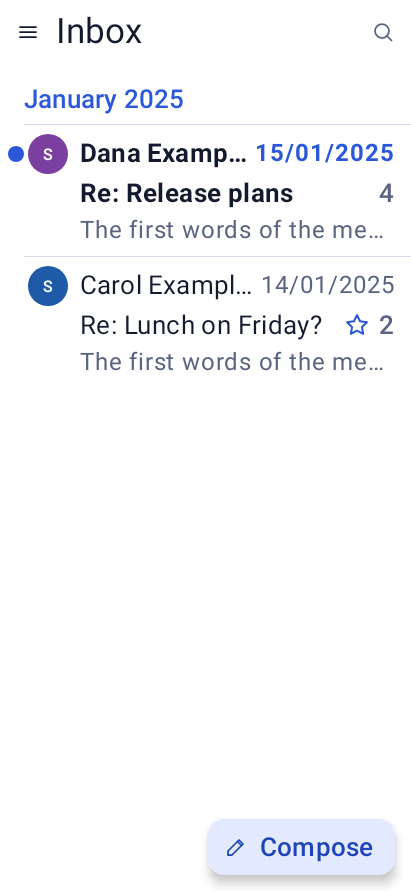 Inbox
January 2025
S Dana Examp... 15/01/2025
Re: Release plans 4
The first words of the me...
S Carol Exampl... 14/01/2025
Re: Lunch on Friday? 2
The first words of the me...
Compose